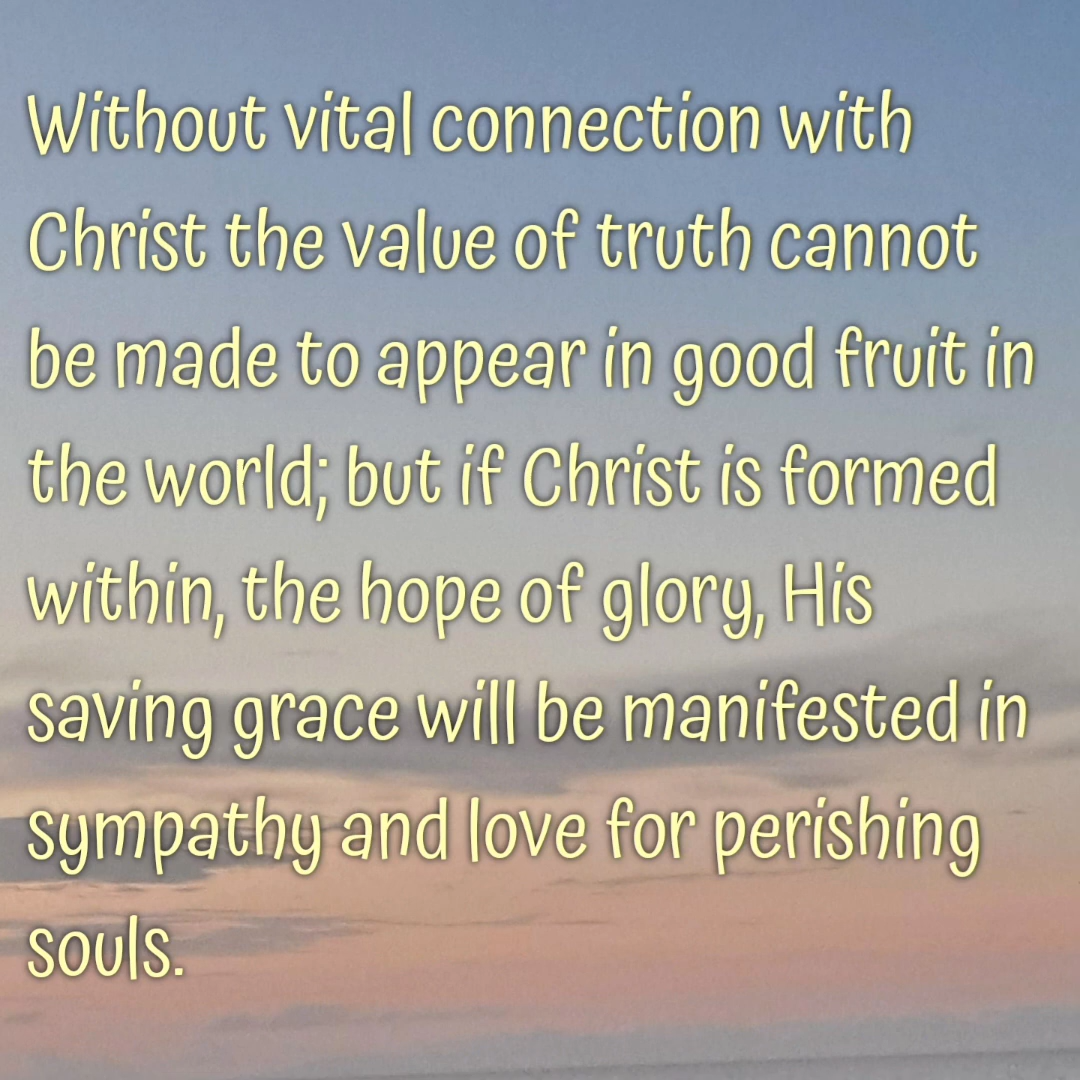 Without vital connection with
Christ the value of truth cannot
be made to appear in good fruit in
the world; but if Christ is formed
within, the hope of glory, His
saving grace will be manifested in
sympathy and love for perishing
souls.